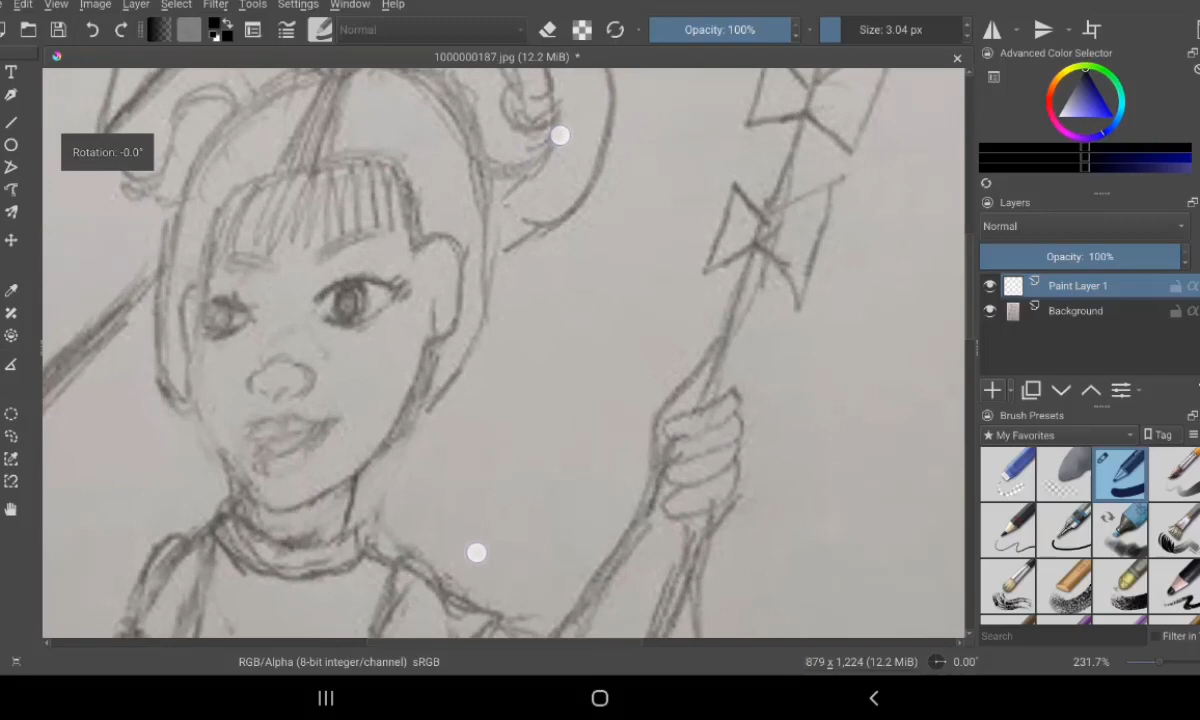 Edit View Image Layer Select Filter Tools Settings Window Help
Normal
Opacity: 100%
Size: 3.04 px
1000000187.jpg (12.2 MiB) *
Advanced Color Selector
Rotation: -0.0°
Layers
Normal
Opacity: 100%
Paint Layer 1
Background
Brush Presets
My Favorites
Tag
Search
Filter in
RGB/Alpha (8-bit integer/channel) sRGB
879 x 1,224 (12.2 MiB)
0.00°
231.7%